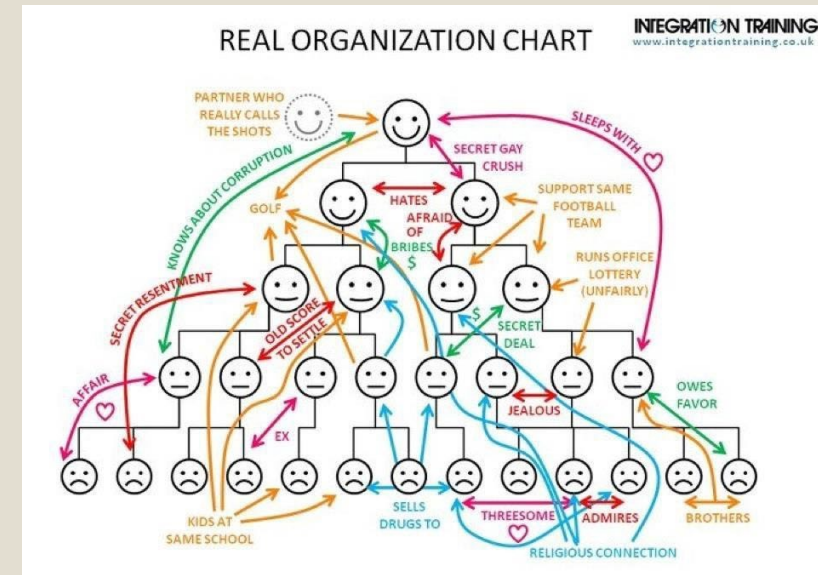 REAL ORGANIZATION CHART
INTEGRATION TRAINING
www.integrationtraining.co.uk
PARTNER WHO
REALLY CALLS
THE SHOTS
SLEEPS WITH
SECRET GAY
CRUSH
KNOWS ABOUT CORRUPTION
GOLF
HATES
AFRAID
OF
BRIBES
$
SUPPORT SAME
FOOTBALL
TEAM
RUNS OFFICE
LOTTERY
(UNFAIRLY)
SECRET RESENTMENT
OLD SCORE
TO SETTLE
$
SECRET
DEAL
AFFAIR
JEALOUS
OWES
FAVOR
EX
KIDS AT
SAME SCHOOL
SELLS
DRUGS TO
THREESOME
ADMIRES
BROTHERS
RELIGIOUS CONNECTION